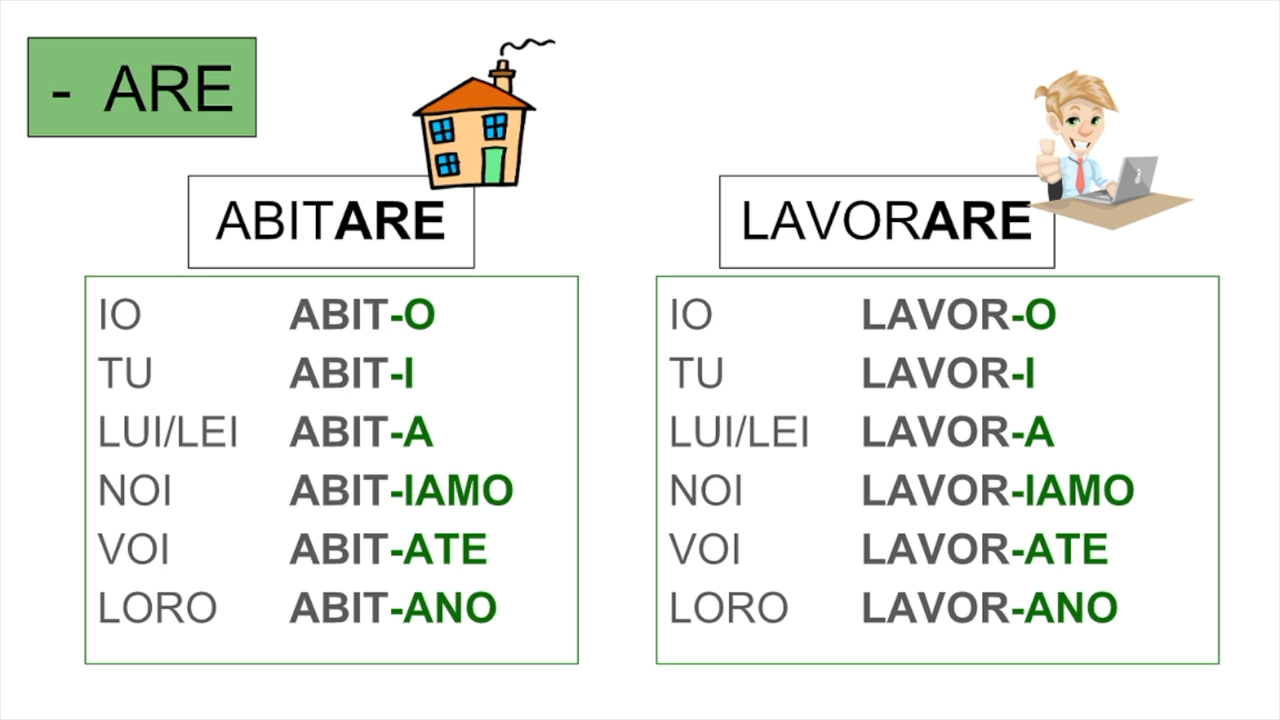 - ARE
ABITARE
IO ABIT-O
TU ABIT-I
LUI/LEI ABIT-A
NOI ABIT-IAMO
VOI ABIT-ATE
LORO ABIT-ANO
LAVORARE
IO LAVOR-O
TU LAVOR-I
LUI/LEI LAVOR-A
NOI LAVOR-IAMO
VOI LAVOR-ATE
LORO LAVOR-ANO